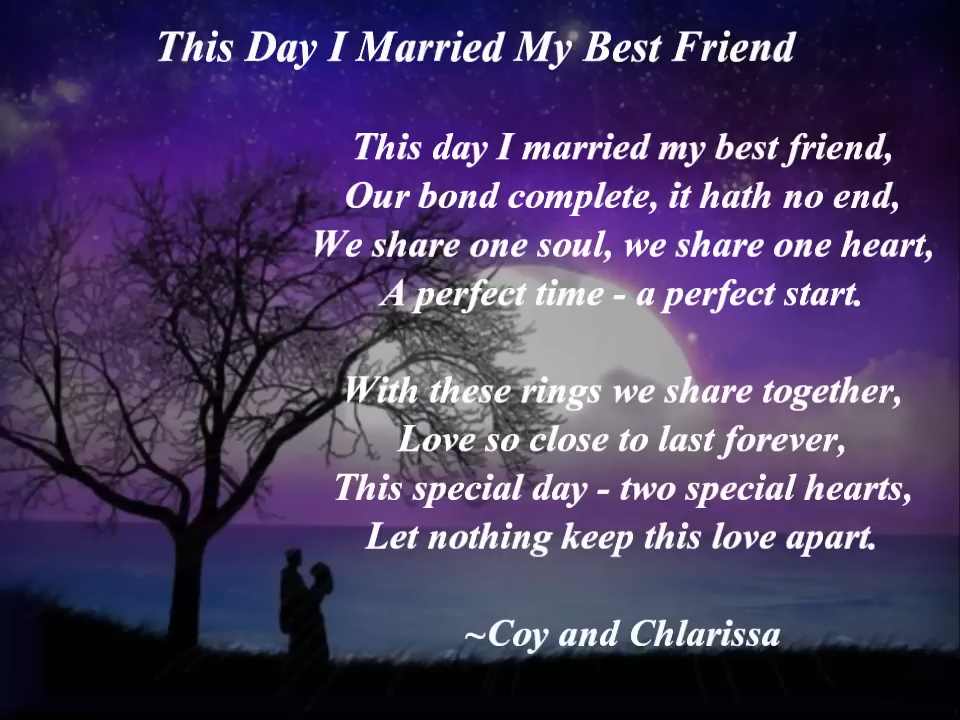 This Day I Married My Best Friend
This day I married my best friend,
Our bond complete, it hath no end,
We share one soul, we share one heart,
A perfect time - a perfect start.
With these rings we share together,
Love so close to last forever,
This special day - two special hearts,
Let nothing keep this love apart.
~Coy and Chlarissa